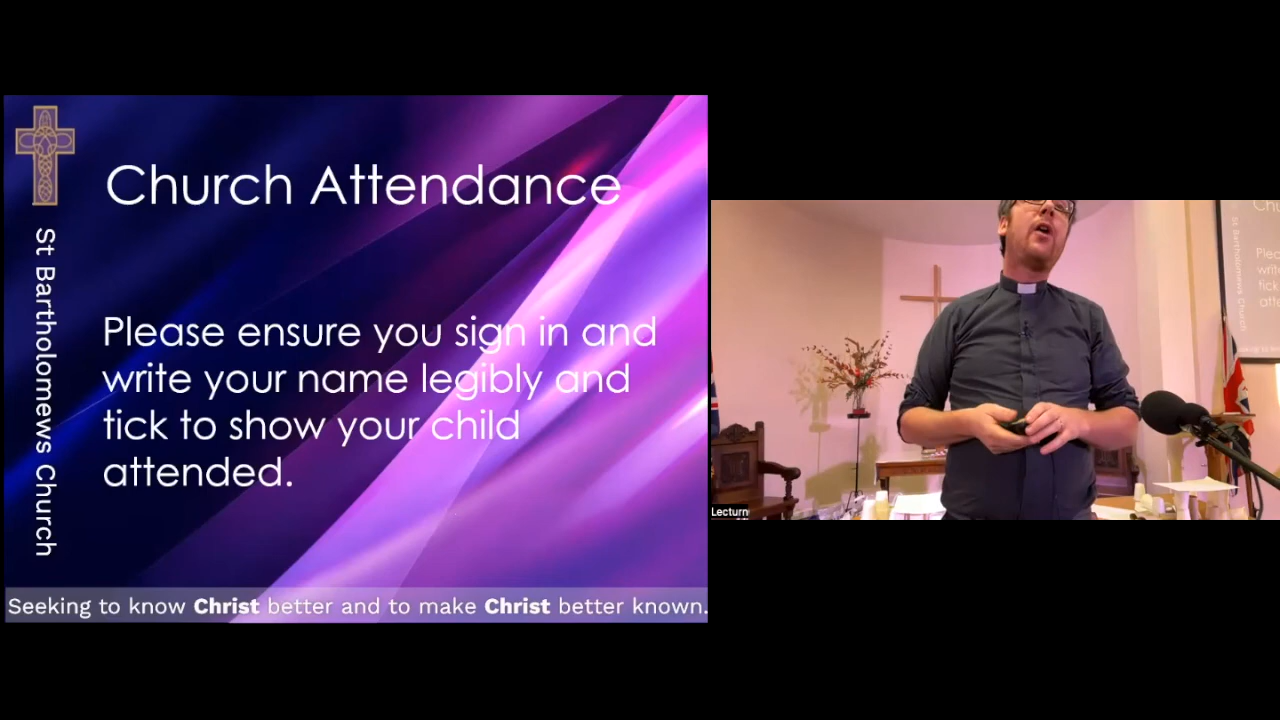 Church Attendance
Please ensure you sign in and
write your name legibly and
tick to show your child
attended.
St Bartholomews Church
Seeking to know Christ better and to make Christ better known.
Lecturn